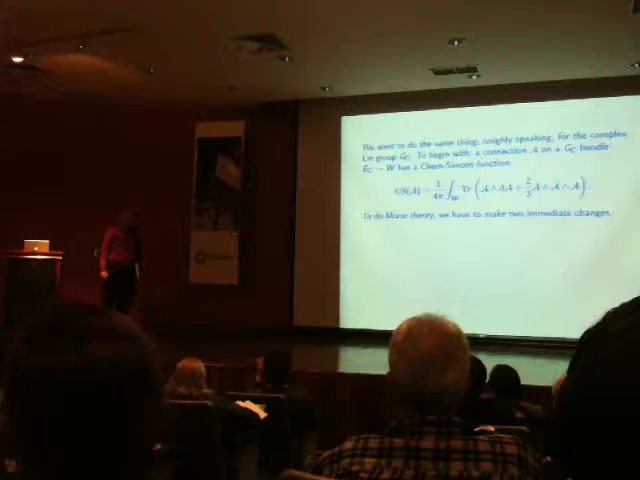 We want to do the same thing, roughly speaking, for the complex
Lie group G_C. To begin with, a connection 𝒜 on a G_C bundle
E_C → W has a Chern-Simons function:
CS(𝒜) = 1/4π ∫_W Tr ( 𝒜 ∧ d𝒜 + 2/3 𝒜 ∧ 𝒜 ∧ 𝒜 ).
To do Morse theory, we have to make two immediate changes.